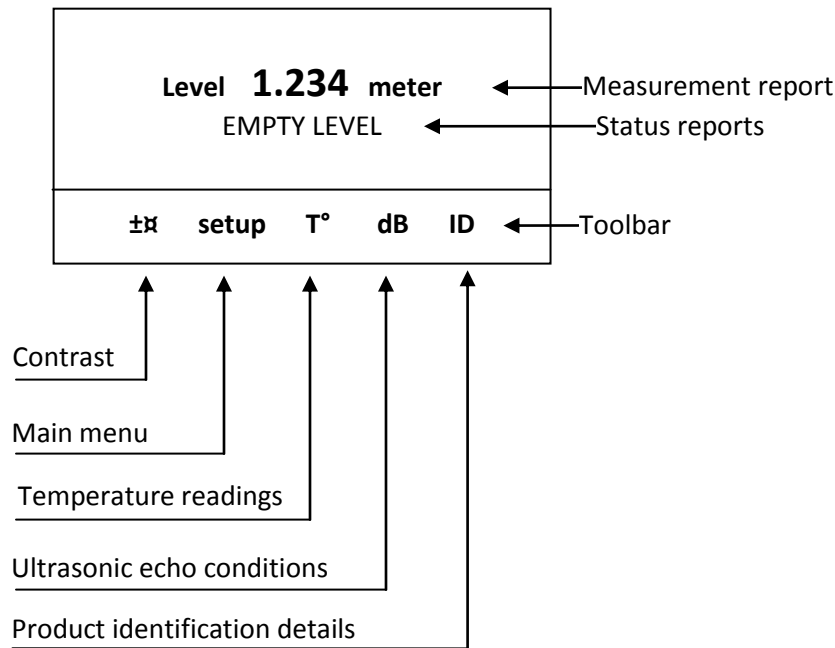 Level 1.234 meter
Measurement report
EMPTY LEVEL
Status reports
±¤ setup T° dB ID
Toolbar
Contrast
Main menu
Temperature readings
Ultrasonic echo conditions
Product identification details